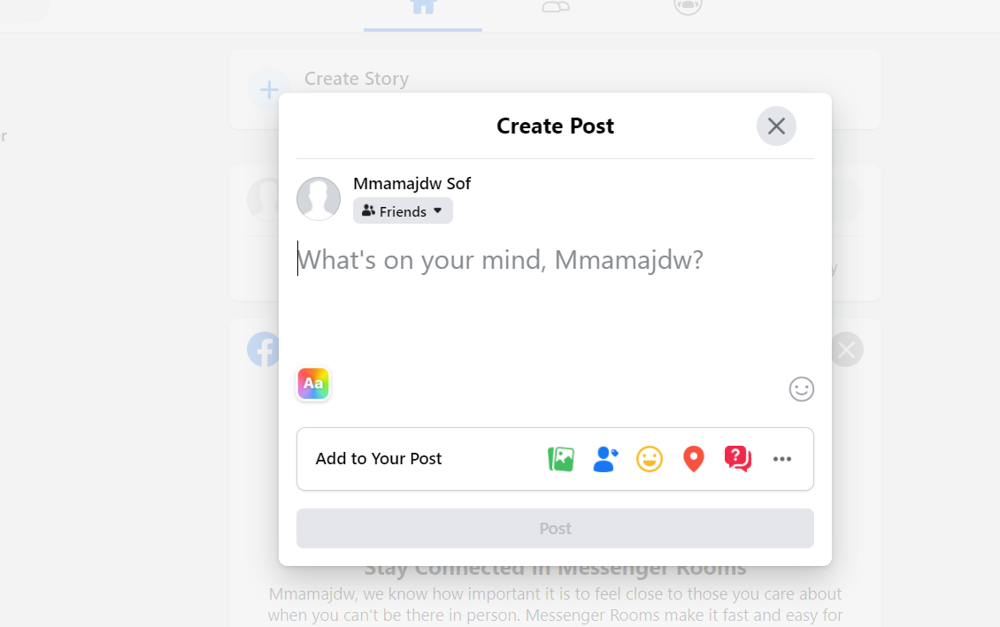 Create Story
r
Create Post
Mmamajdw Sof
Friends
What's on your mind, Mmamajdw?
y
Aa
Add to Your Post
Post
Stay Connected in Messenger Rooms
Mmamajdw, we know how important it is to feel close to those you care about
when you can't be there in person. Messenger Rooms make it fast and easy for